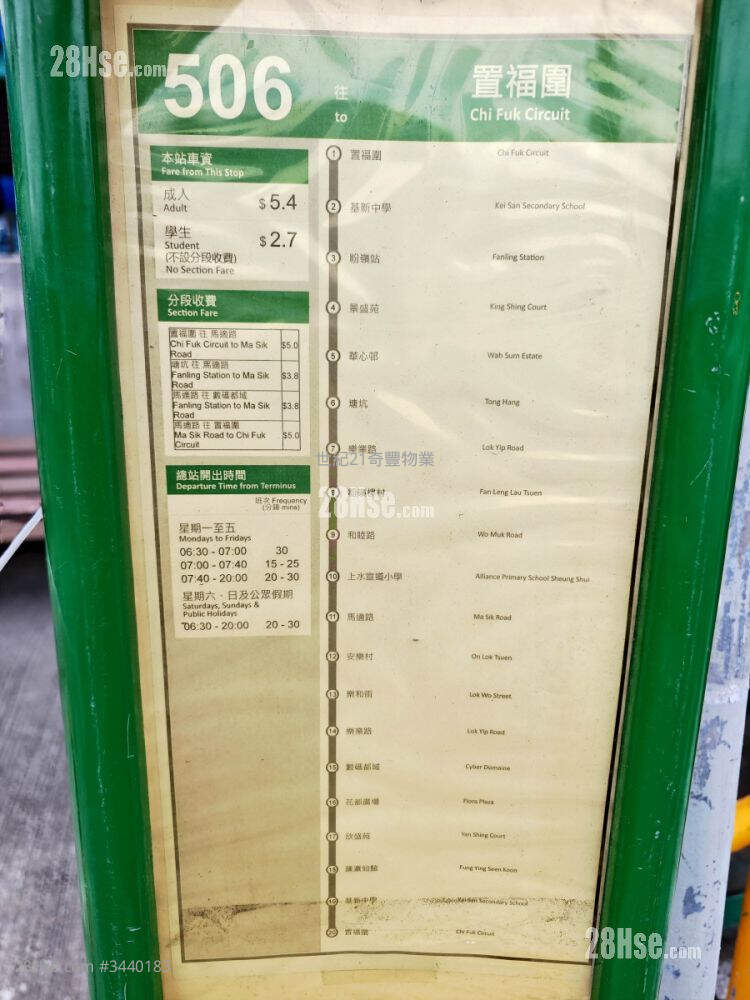 28Hse.com
506
往
to
置福圍
Chi Fuk Circuit
本站車資
Fare from This Stop
成人
Adult
$5.4
學生
Student
$2.7
(不設分段收費)
No Section Fare
分段收費
Section Fare
置福圍 往 馬適路
Chi Fuk Circuit to Ma Sik
Road
$5.0
塘坑 往 馬適路
Fanling Station to Ma Sik
Road
$3.8
馬適路 往 數碼都域
Fanling Station to Ma Sik
Road
$3.8
馬適路 往 置福圍
Ma Sik Road to Chi Fuk
Circuit
$5.0
總站開出時間
Departure Time from Terminus
班次 Frequency
(分鐘 mins)
星期一至五
Mondays to Fridays
06:30 - 07:00 30
07:00 - 07:40 15 - 25
07:40 - 20:00 20 - 30
星期六、日及公眾假期
Saturdays, Sundays &
Public Holidays
06:30 - 20:00 20 - 30
1 置福圍 Chi Fuk Circuit
2 基新中學 Kei San Secondary School
3 粉嶺站 Fanling Station
4 景盛苑 King Shing Court
5 華心邨 Wah Sum Estate
6 塘坑 Tong Hang
7 樂業路 Lok Yip Road
世紀21奇豐物業
8 粉嶺樓村 Fan Leng Lau Tsuen
28Hse.com
9 和睦路 Wo Muk Road
10 上水宣道小學 Alliance Primary School Sheung Shui
11 馬適路 Ma Sik Road
12 安樂村 On Lok Tsuen
13 樂和街 Lok Wo Street
14 樂業路 Lok Yip Road
15 數碼都域 Cyber Domaine
16 花都廣場 Flora Plaza
17 欣盛苑 Yan Shing Court
18 蓬瀛仙館 Fung Ying Seen Koon
19 基新中學 Kei San Secondary School
20 置福圍 Chi Fuk Circuit
28Hse.com